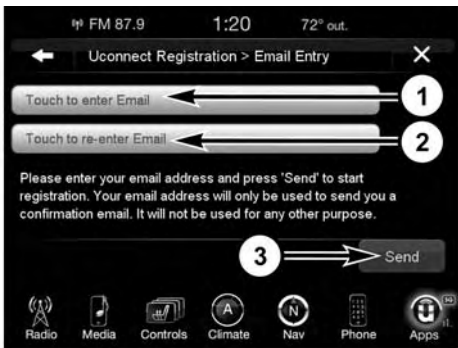 FM 87.9 1:20 72° out.
Uconnect Registration > Email Entry X
Touch to enter Email 1
Touch to re-enter Email 2
Please enter your email address and press 'Send' to start
registration. Your email address will only be used to send you a
confirmation email. It will not be used for any other purpose.
3 Send
A N
Radio Media Controls Climate Nav Phone Apps